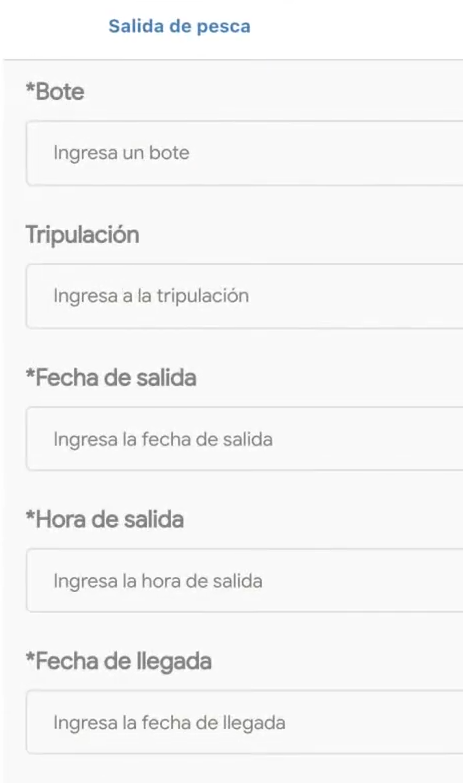 Salida de pesca
*Bote
Ingresa un bote
Tripulación
Ingresa a la tripulación
*Fecha de salida
Ingresa la fecha de salida
*Hora de salida
Ingresa la hora de salida
*Fecha de llegada
Ingresa la fecha de llegada